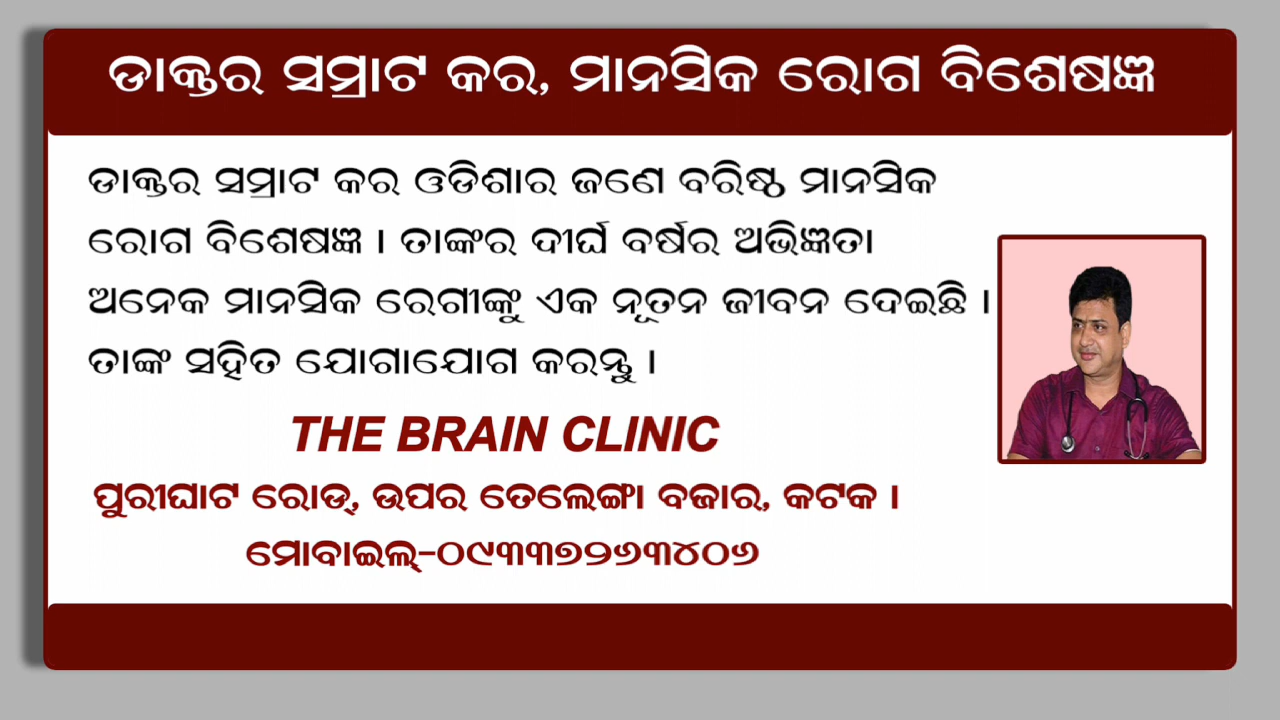 ଡାକ୍ତର ସମ୍ରାଟ କର, ମାନସିକ ରୋଗ ବିଶେଷଜ୍ଞ
ଡାକ୍ତର ସମ୍ରାଟ କର ଓଡିଶାର ଜଣେ ବରିଷ୍ଠ ମାନସିକ
ରୋଗ ବିଶେଷଜ୍ଞ । ତାଙ୍କର ଦୀର୍ଘ ବର୍ଷର ଅଭିଜ୍ଞତା
ଅନେକ ମାନସିକ ରେଗୀଙ୍କୁ ଏକ ନୂତନ ଜୀବନ ଦେଇଛି ।
ତାଙ୍କ ସହିତ ଯୋଗାଯୋଗ କରନ୍ତୁ ।
THE BRAIN CLINIC
ପୁରୀଘାଟ ରୋଡ୍, ଉପର ତେଲେଙ୍ଗା ବଜାର, କଟକ ।
ମୋବାଇଲ୍-୦୯୩୩୭୨୬୩୪୦୬